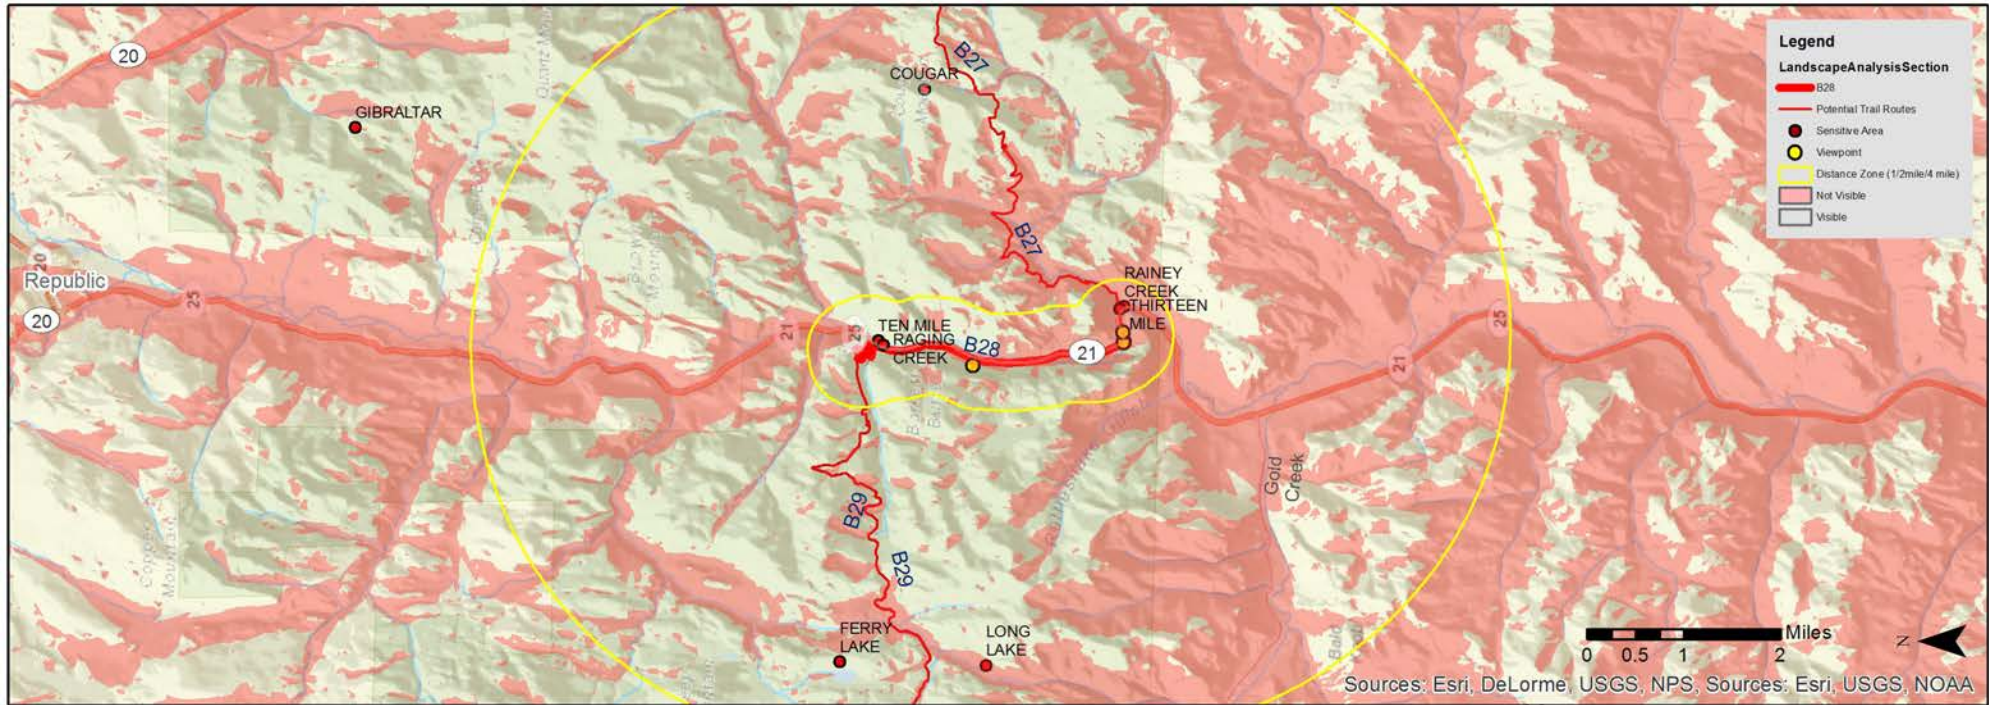 20
GIBRALTAR
COUGAR
B27
B27
20
Republic
20
25
21
25
TEN MILE
RAGING
CREEK
B28
21
RAINEY
CREEK
THIRTEEN
MILE
21
25
Gold
Creek
Copper
Mountain
B29
B29
FERRY
LAKE
LONG
LAKE
Legend
LandscapeAnalysisSection
B28
Potential Trail Routes
Sensitive Area
Viewpoint
Distance Zone (1/2mile/4 mile)
Not Visible
Visible
Miles
0 0.5 1 2
N
Sources: Esri, DeLorme, USGS, NPS, Sources: Esri, USGS, NOAA